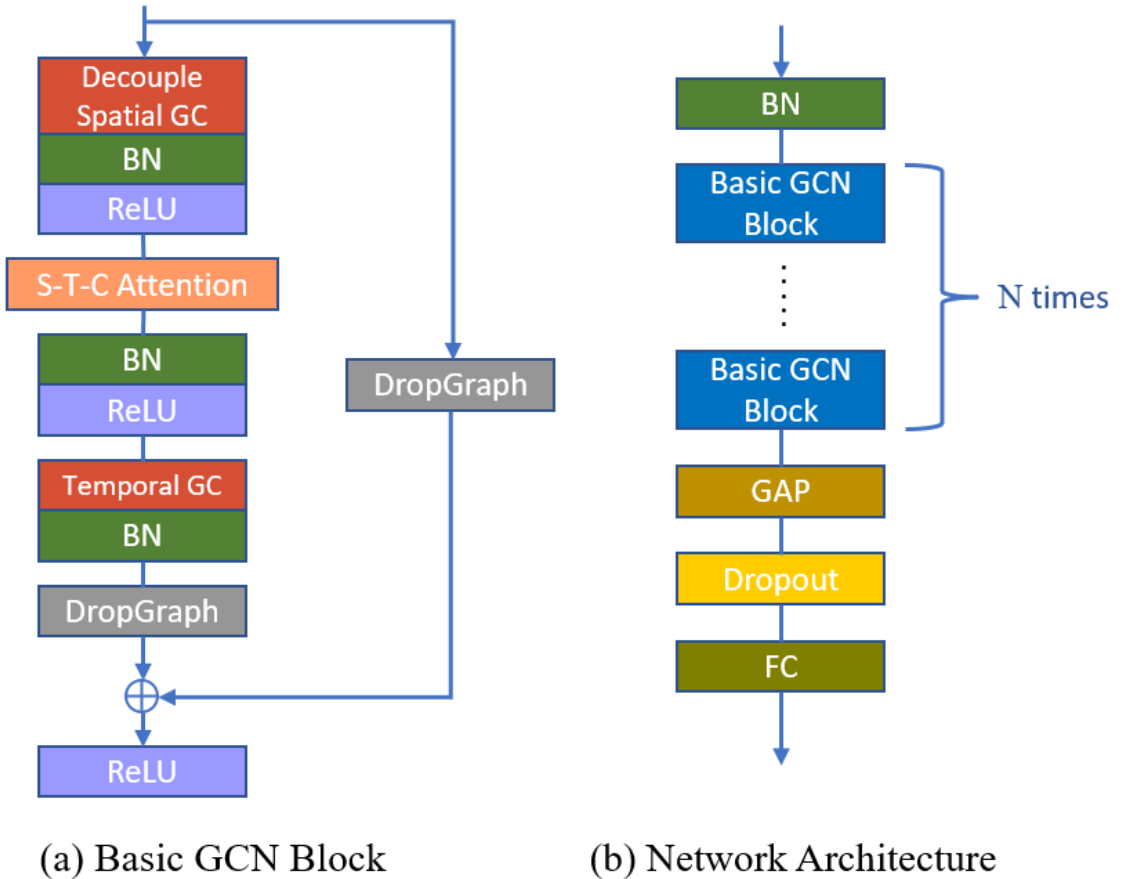 Decouple
Spatial GC
BN
ReLU
S-T-C Attention
BN
ReLU
Temporal GC
BN
DropGraph
ReLU
DropGraph
(a) Basic GCN Block
BN
Basic GCN
Block
Basic GCN
Block
N times
GAP
Dropout
FC
(b) Network Architecture